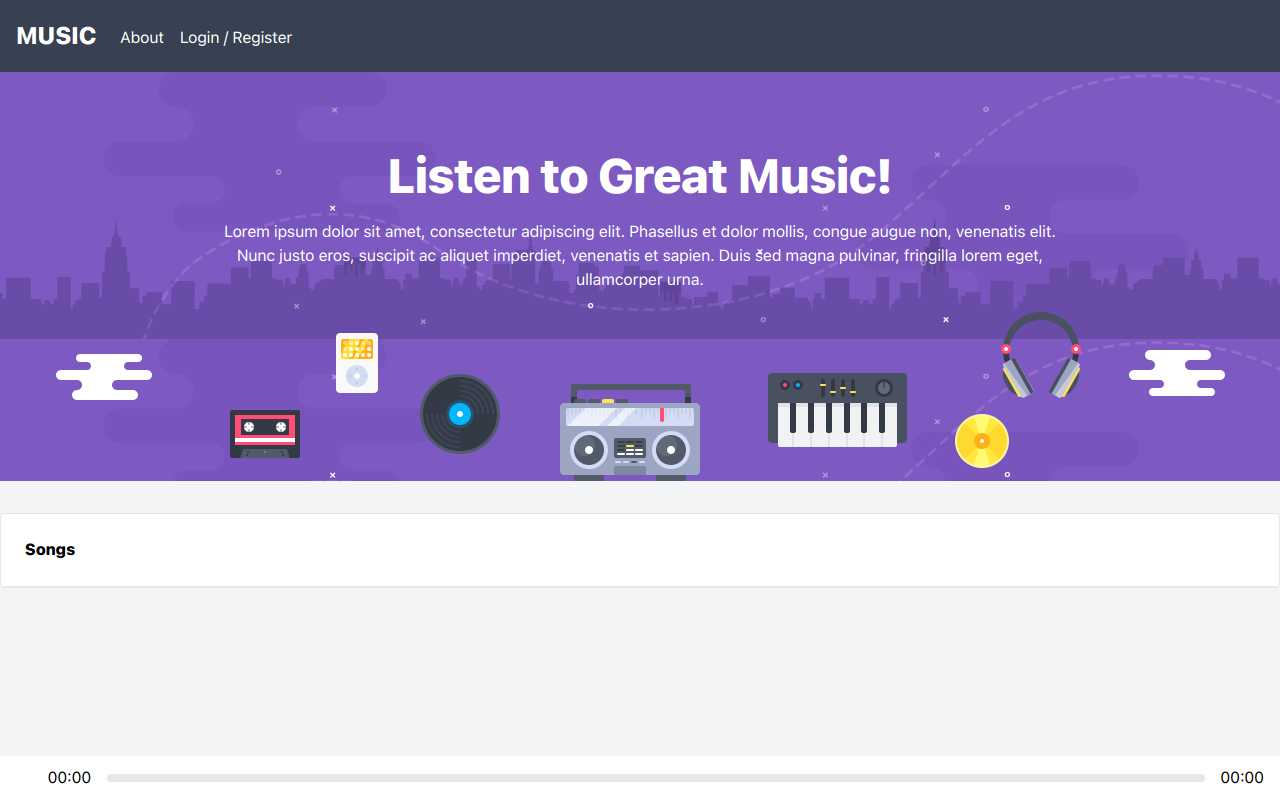 MUSIC About Login / Register
Listen to Great Music!
Lorem ipsum dolor sit amet, consectetur adipiscing elit. Phasellus et dolor mollis, congue augue non, venenatis elit.
Nunc justo eros, suscipit ac aliquet imperdiet, venenatis et sapien. Duis sed magna pulvinar, fringilla lorem eget,
ullamcorper urna.
Songs
00:00 00:00